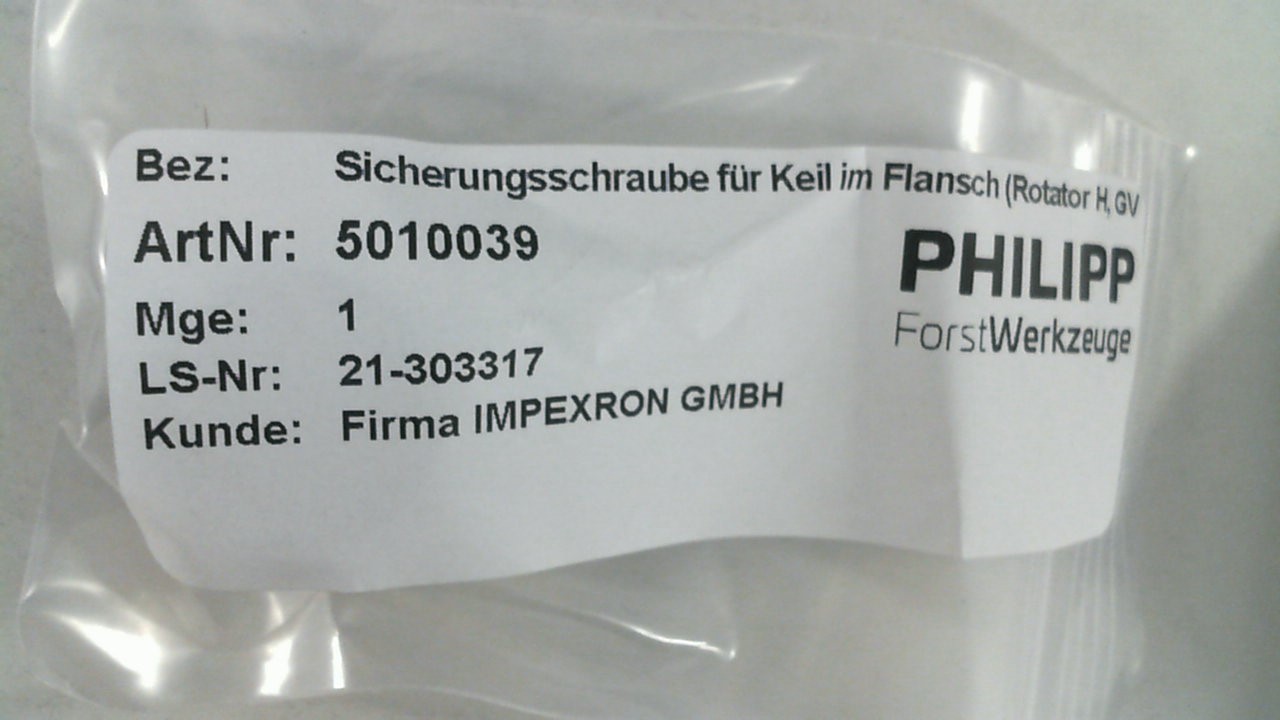 Bez: Sicherungsschraube für Keil im Flansch (Rotator H, GV
ArtNr: 5010039
PHILIPP
ForstWerkzeuge
Mge: 1
LS-Nr: 21-303317
Kunde: Firma IMPEXRON GMBH